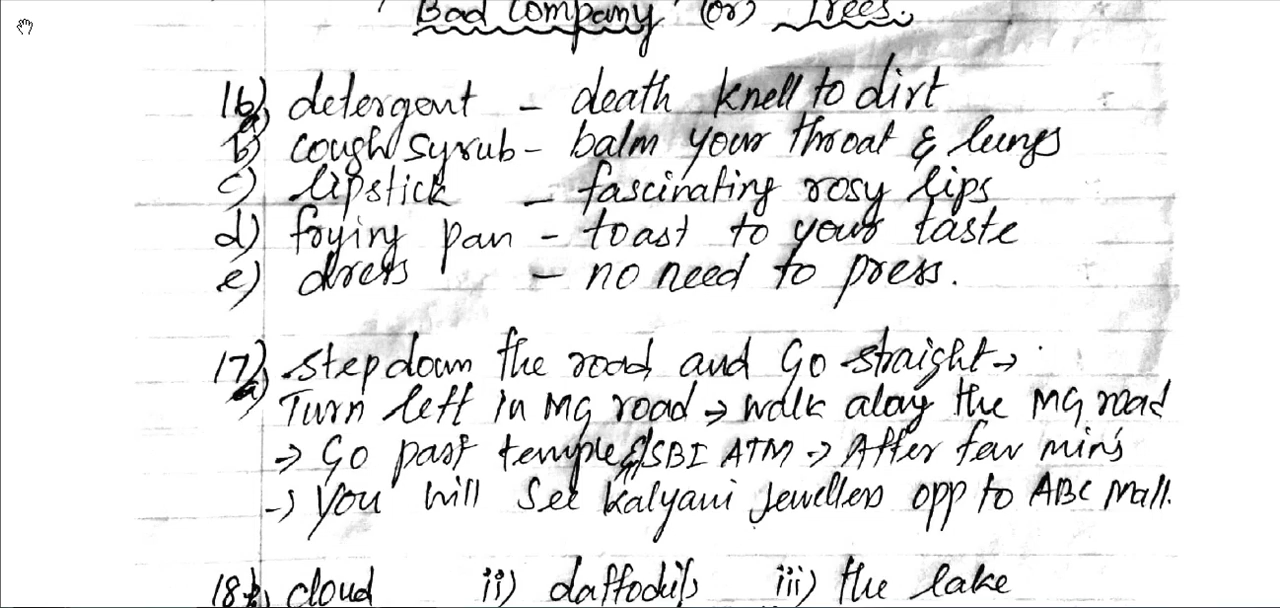 Bad Company (or) Trees.
16) a) detergent - death knell to dirt
b) cough syrub - balm your throat & lungs
c) lipstick - fascinating rosy lips
d) frying pan - toast to your taste
e) dress - no need to press.
17) a) step down the road and Go straight →
Turn left in MG road → walk along the MG road
→ Go past temple & SBI ATM → After few min's
→ You will see Kalyani Jewellers opp to ABC Mall.
18) i) cloud ii) daffodils iii) the lake